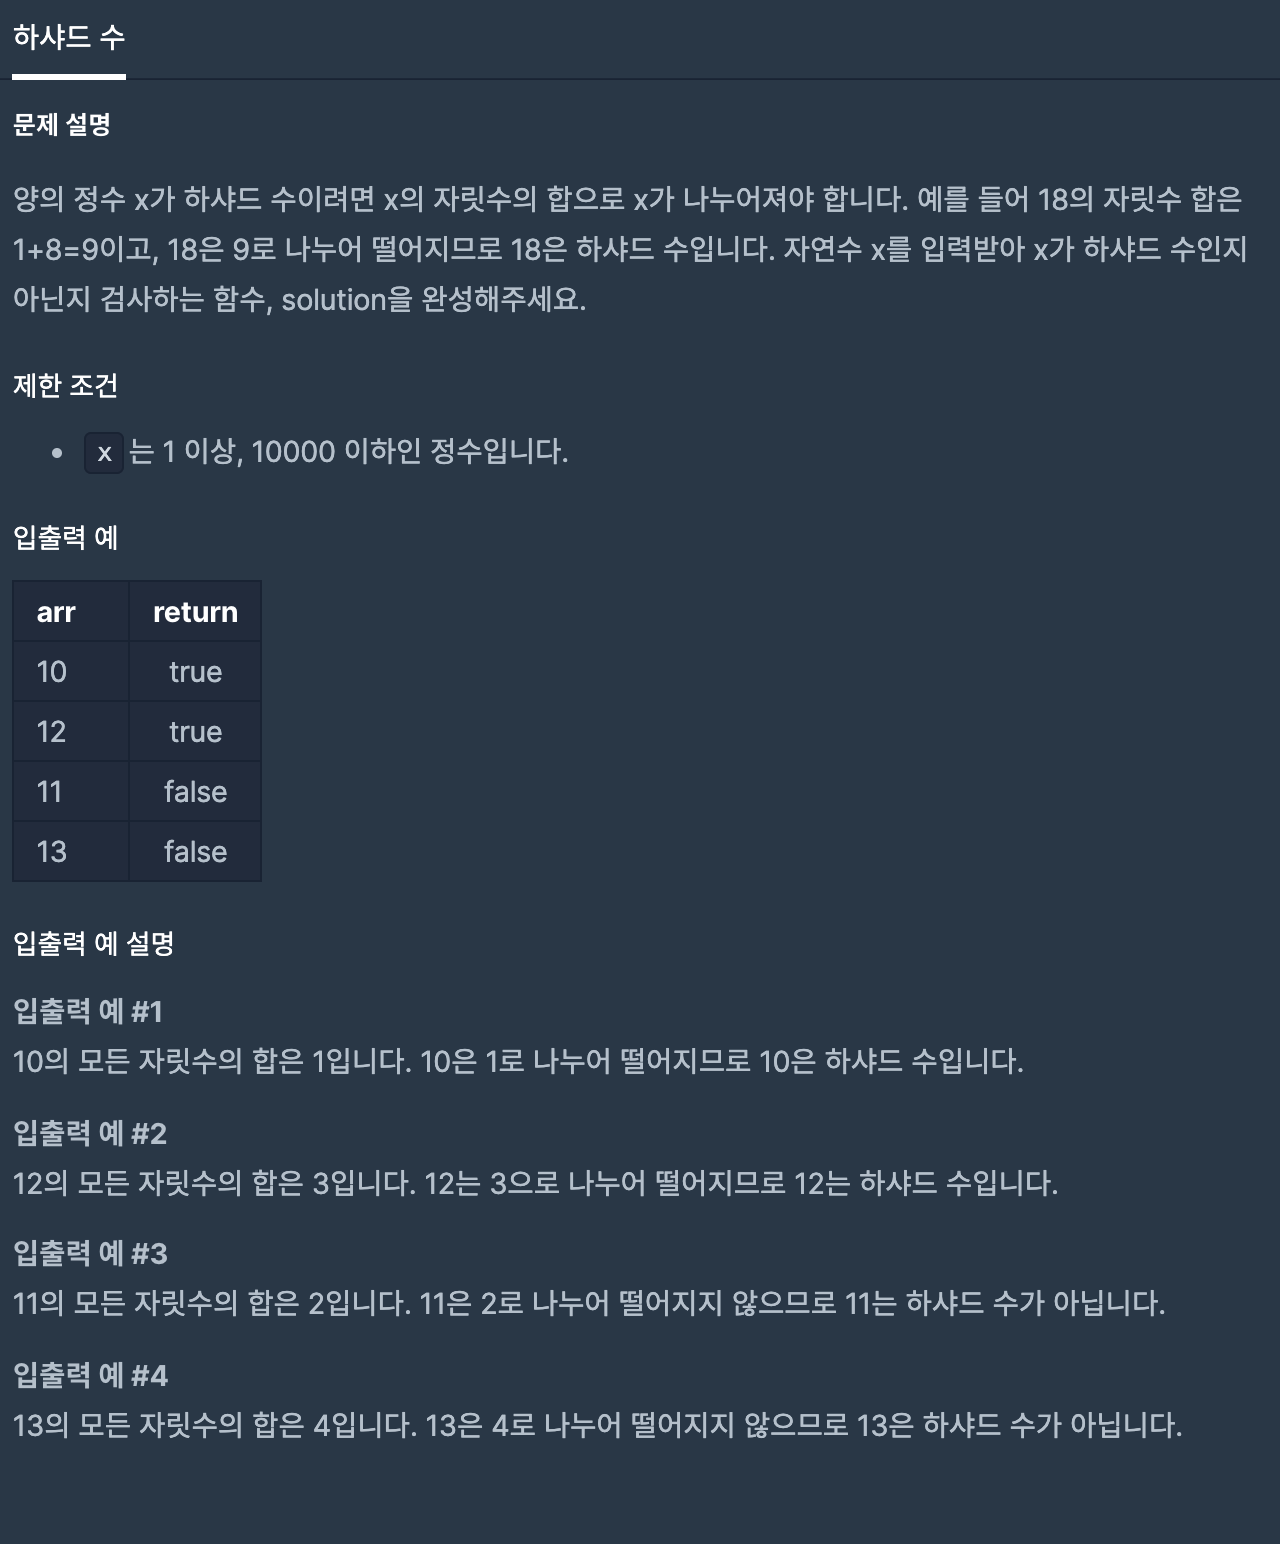 하샤드 수
문제 설명
양의 정수 x가 하샤드 수이려면 x의 자릿수의 합으로 x가 나누어져야 합니다. 예를 들어 18의 자릿수 합은
1+8=9이고, 18은 9로 나누어 떨어지므로 18은 하샤드 수입니다. 자연수 x를 입력받아 x가 하샤드 수인지
아닌지 검사하는 함수, solution을 완성해주세요.
제한 조건
• x 는 1 이상, 10000 이하인 정수입니다.
입출력 예
arr return
10 true
12 true
11 false
13 false
입출력 예 설명
입출력 예 #1
10의 모든 자릿수의 합은 1입니다. 10은 1로 나누어 떨어지므로 10은 하샤드 수입니다.
입출력 예 #2
12의 모든 자릿수의 합은 3입니다. 12는 3으로 나누어 떨어지므로 12는 하샤드 수입니다.
입출력 예 #3
11의 모든 자릿수의 합은 2입니다. 11은 2로 나누어 떨어지지 않으므로 11는 하샤드 수가 아닙니다.
입출력 예 #4
13의 모든 자릿수의 합은 4입니다. 13은 4로 나누어 떨어지지 않으므로 13은 하샤드 수가 아닙니다.